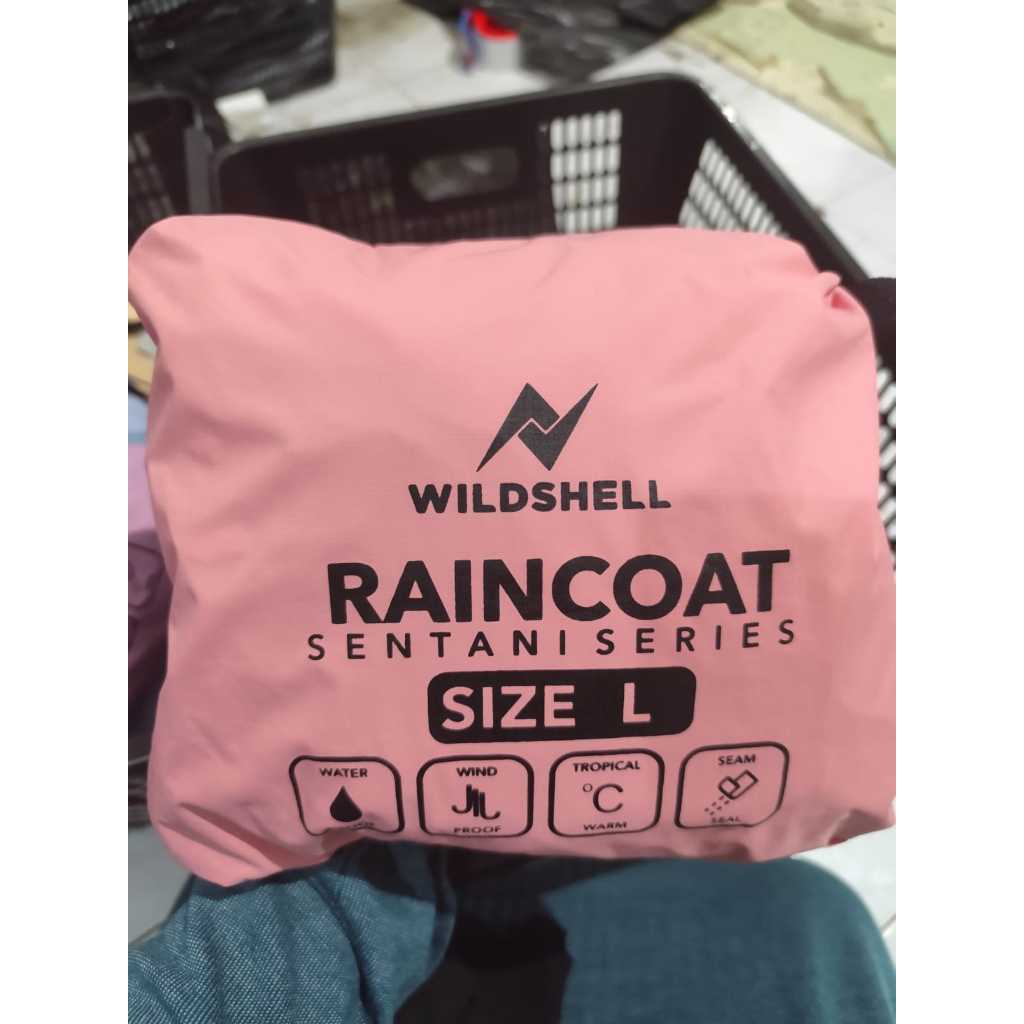 WILDSHELL
RAINCOAT
SENTANI SERIES
SIZE L
WATER
WIND
PROOF
TROPICAL
°C
WARM
SEAM
SEAL